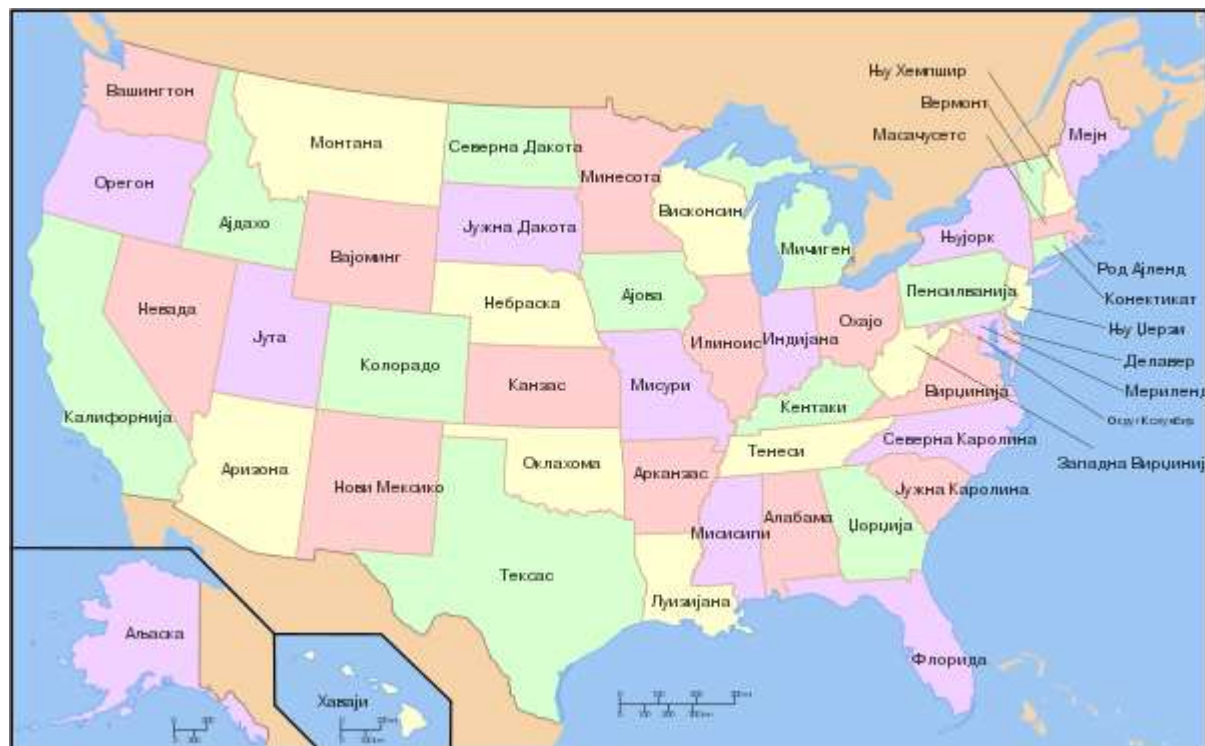 Њу Хемпшир
Вермонт
Масачусетс
Мејн
Вашингтон
Монтана
Северна Дакота
Минесота
Орегон
Ајдахо
Јужна Дакота
Висконсин
Мичиген
Њујорк
Вајоминг
Род Ајленд
Конектикат
Невада
Небраска
Ајова
Пенсилванија
Њу Џерзи
Јута
Колорадо
Илиноис
Индијана
Охајо
Делавер
Канзас
Мисури
Вирџинија
Мериленд
Калифорнија
Кентаки
Северна Каролина
Западна Вирџиниј
Аризона
Нови Мексико
Оклахома
Арканзас
Тенеси
Јужна Каролина
Мисисипи
Алабама
Џорџија
Тексас
Луизијана
Аљаска
Флорида
Хаваји